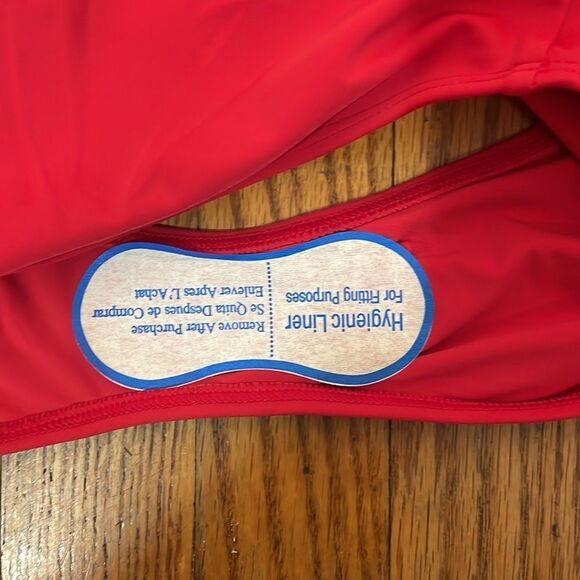 Hygienic Liner
For Fitting Purposes
Remove After Purchase
Se Quita Despues de Comprar
Enlever Apres L'Achat